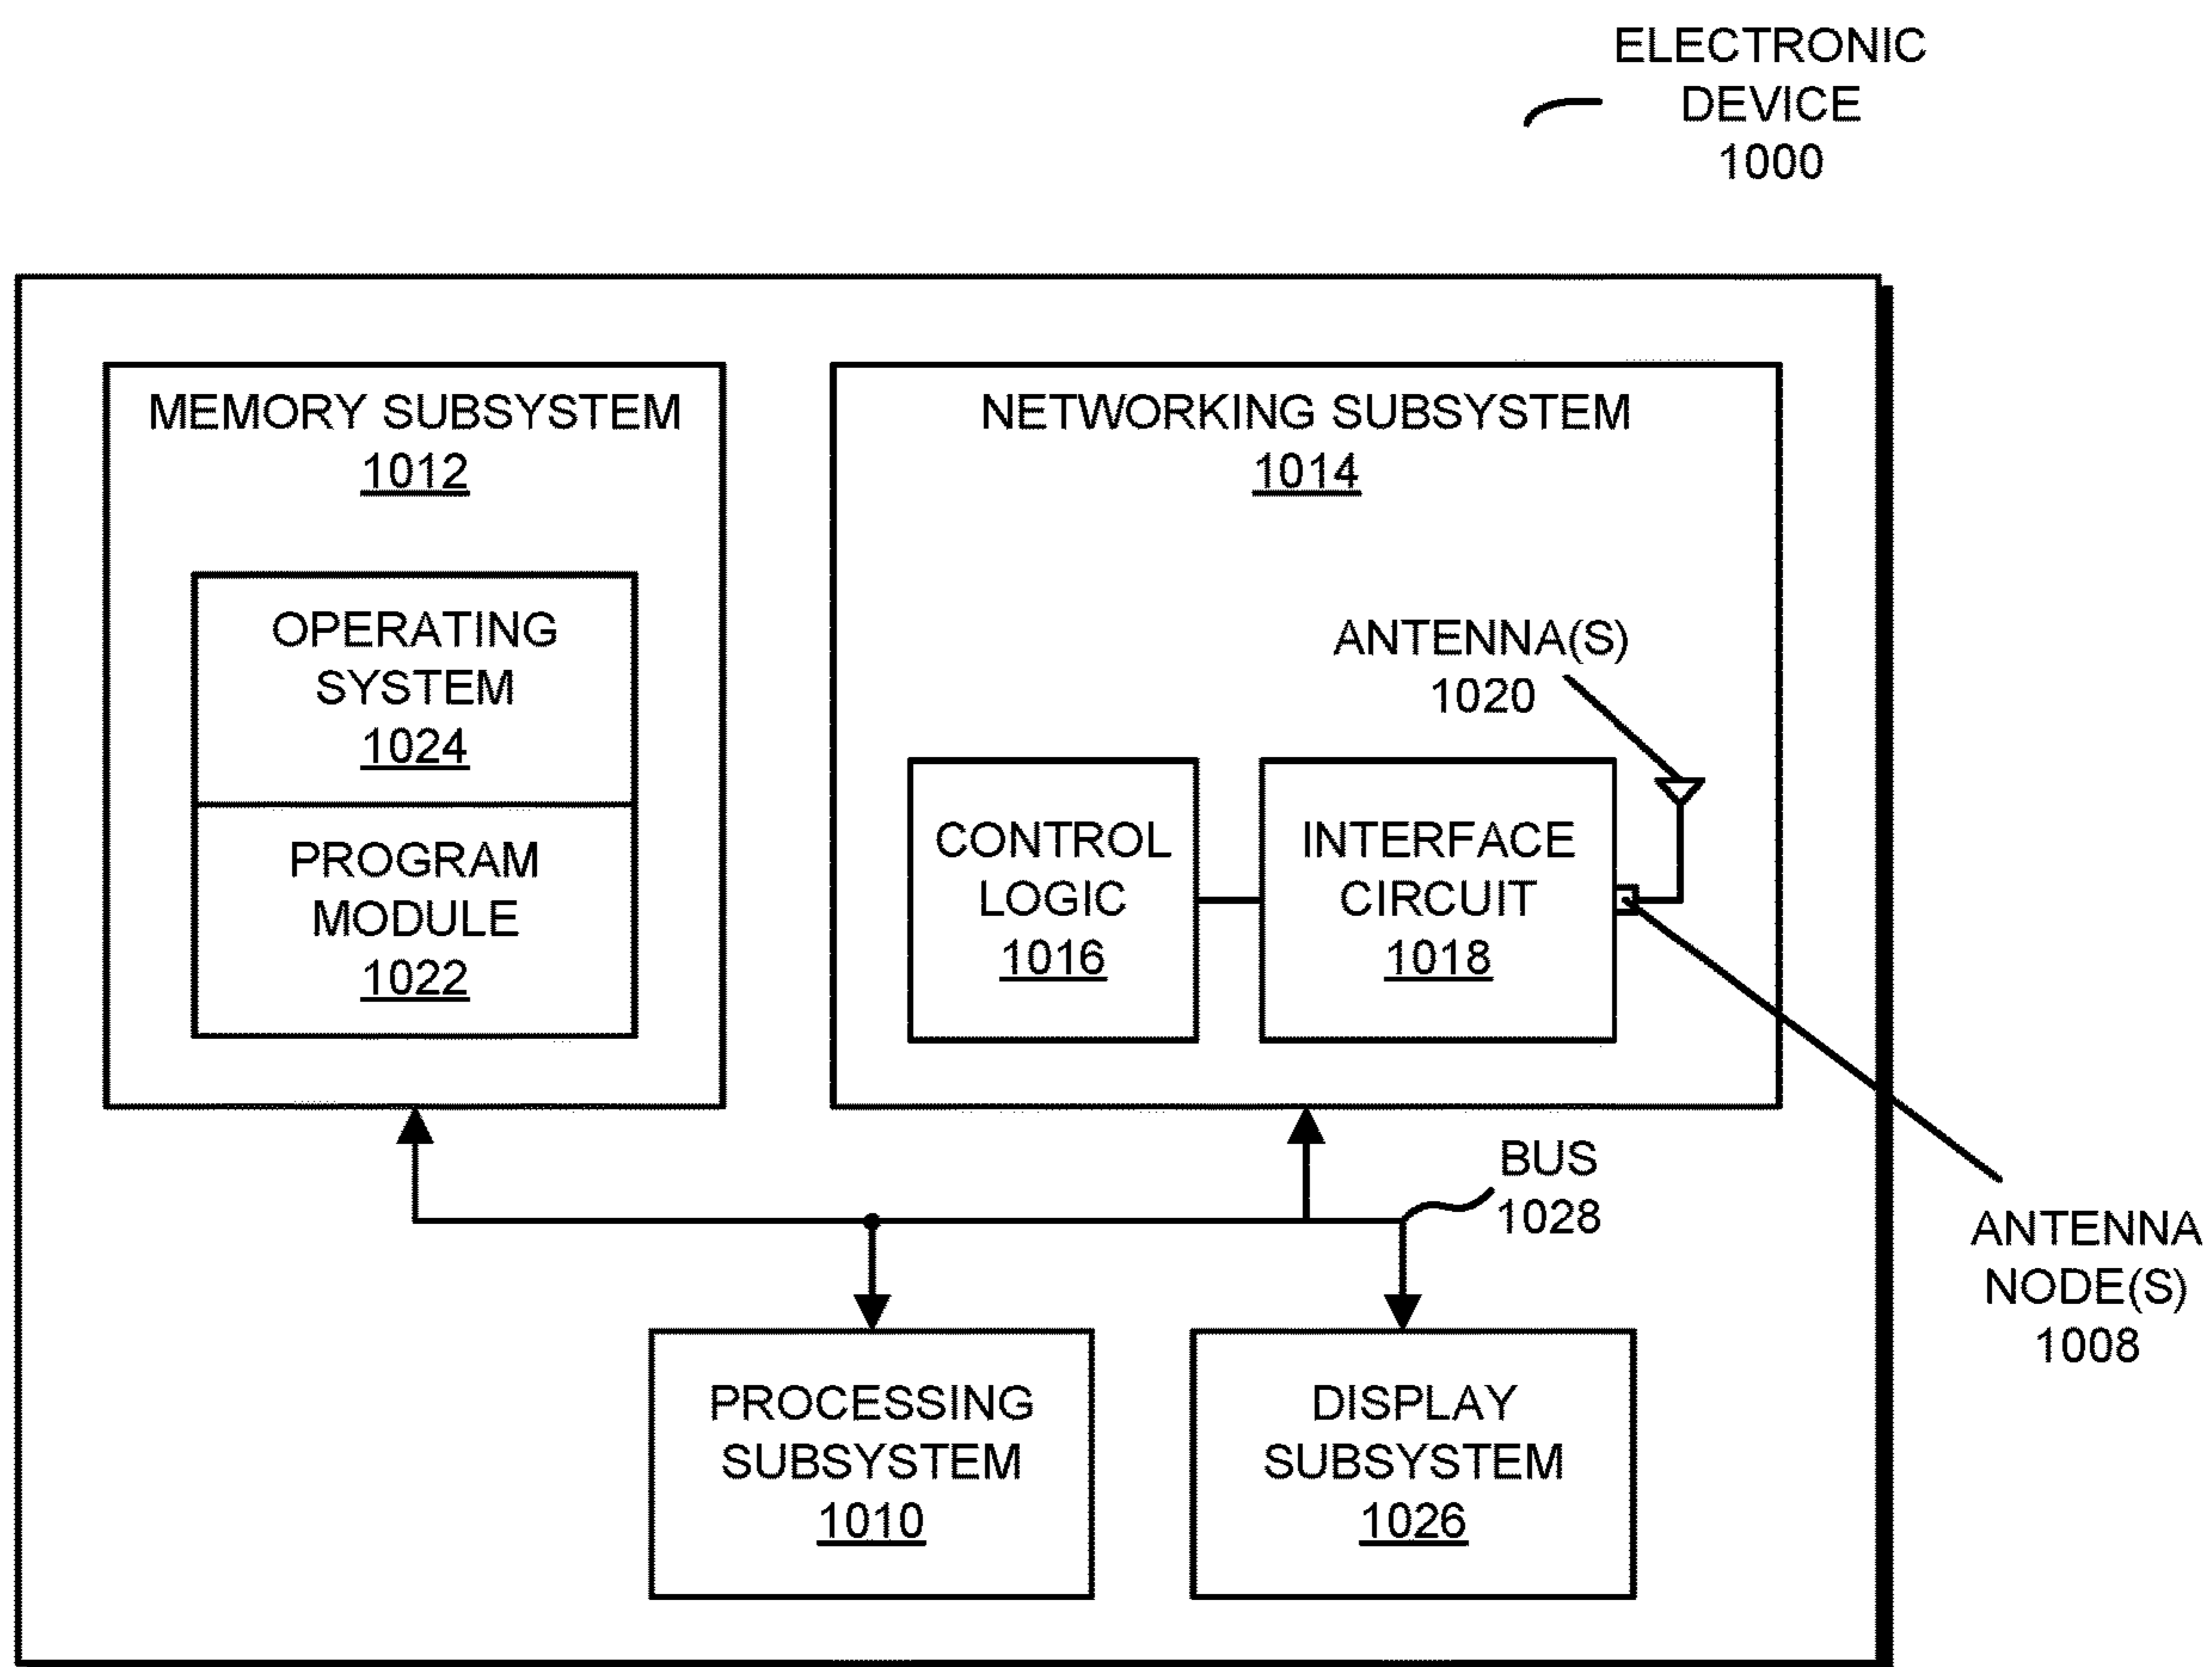 ELECTRONIC
DEVICE
1000
MEMORY SUBSYSTEM
1012
OPERATING
SYSTEM
1024
PROGRAM
MODULE
1022
NETWORKING SUBSYSTEM
1014
ANTENNA(S)
1020
CONTROL
LOGIC
1016
INTERFACE
CIRCUIT
1018
BUS
1028
ANTENNA
NODE(S)
1008
PROCESSING
SUBSYSTEM
1010
DISPLAY
SUBSYSTEM
1026